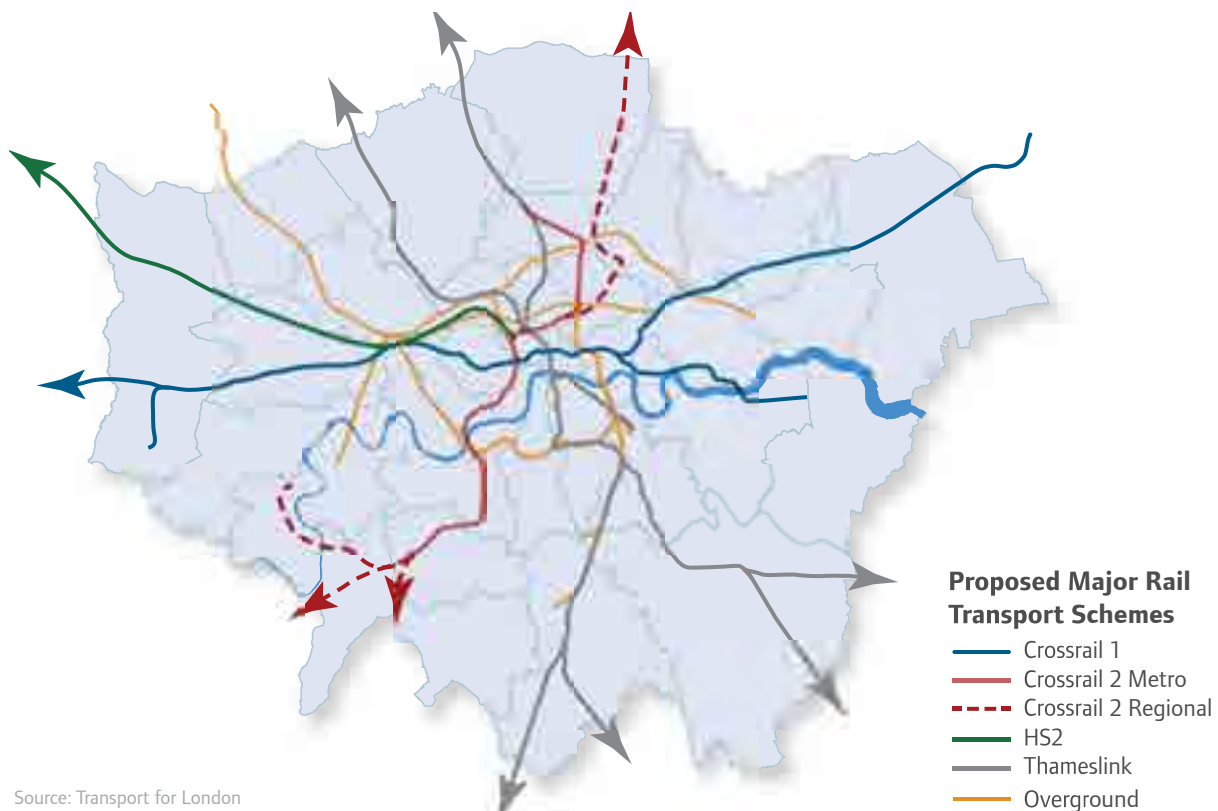 Proposed Major Rail
Transport Schemes
Crossrail 1
Crossrail 2 Metro
Crossrail 2 Regional
HS2
Thameslink
Overground
Source: Transport for London